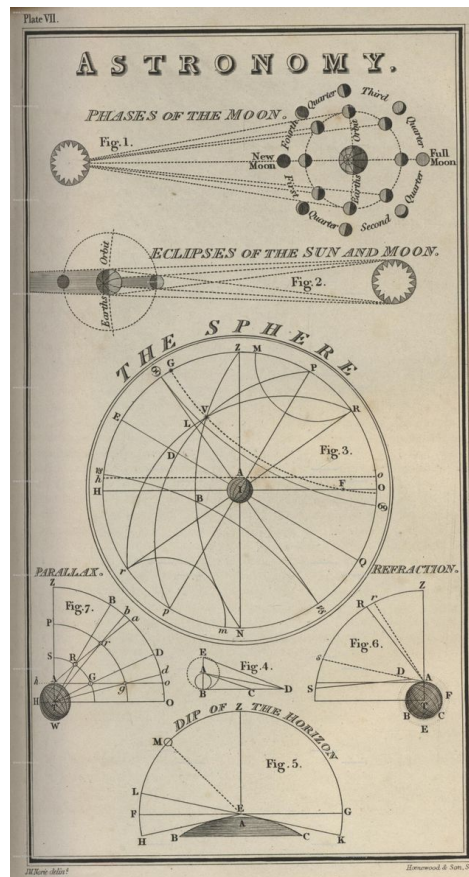 Plate VII.
ASTRONOMY.
PHASES OF THE MOON.
Fig. 1.
New Moon
First
Quarter
Second
Quarter
Full Moon
Third
Quarter
Fourth
Quarter
Earths Orbit
ECLIPSES OF THE SUN AND MOON.
Fig. 2.
Earths Orbit
THE SPHERE
Fig. 3.
Z M
G P
V R
E L
D
A
h o
H B I F O
Q
r
p
m N
PARALLAX.
Fig. 7.
Z
B
P b a
S R r D
A G d
h g o
H T O
W
Fig. 4.
E
A
B C D
REFRACTION.
Fig. 6.
Z
R r
s
S D A
F
B T C
E
DIP OF THE HORIZON
Fig. 5.
Z
M
L
F E G
A
H B C K
Homewood & Son, S